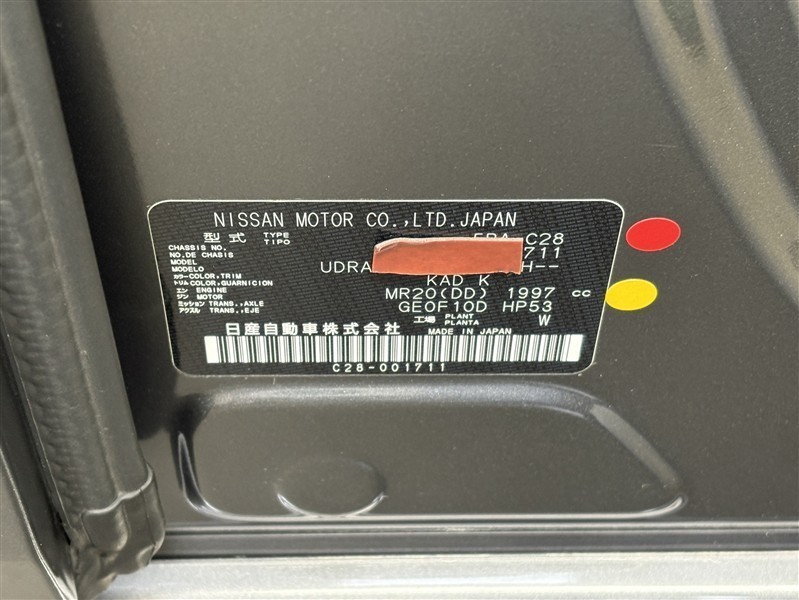 NISSAN MOTOR CO.,LTD.JAPAN
型式 TYPE TIPO C28
CHASSIS NO. NO.DE CHASIS 711
MODEL MODELO UDRA H--
カラー COLOR,TRIM トリム COLOR,GUARNICION KAD K
エンジン ENGINE MOTOR MR20(DD) 1997 cc
ミッション TRANS.,AXLE アクスル TRANS.,EJE GE0F10D HP53
工場 PLANT PLANTA W
日産自動車株式会社 MADE IN JAPAN
C28-001711